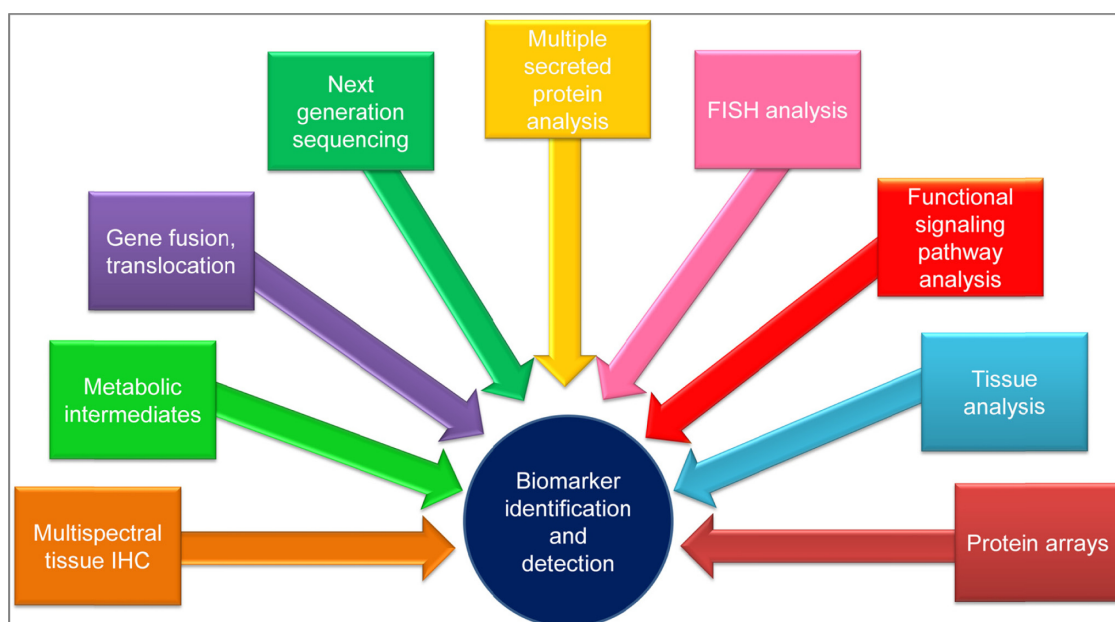 Multiple
secreted
protein
analysis
Next
generation
sequencing
FISH analysis
Gene fusion,
translocation
Functional
signaling
pathway
analysis
Metabolic
intermediates
Tissue
analysis
Multispectral
tissue IHC
Biomarker
identification
and
detection
Protein arrays